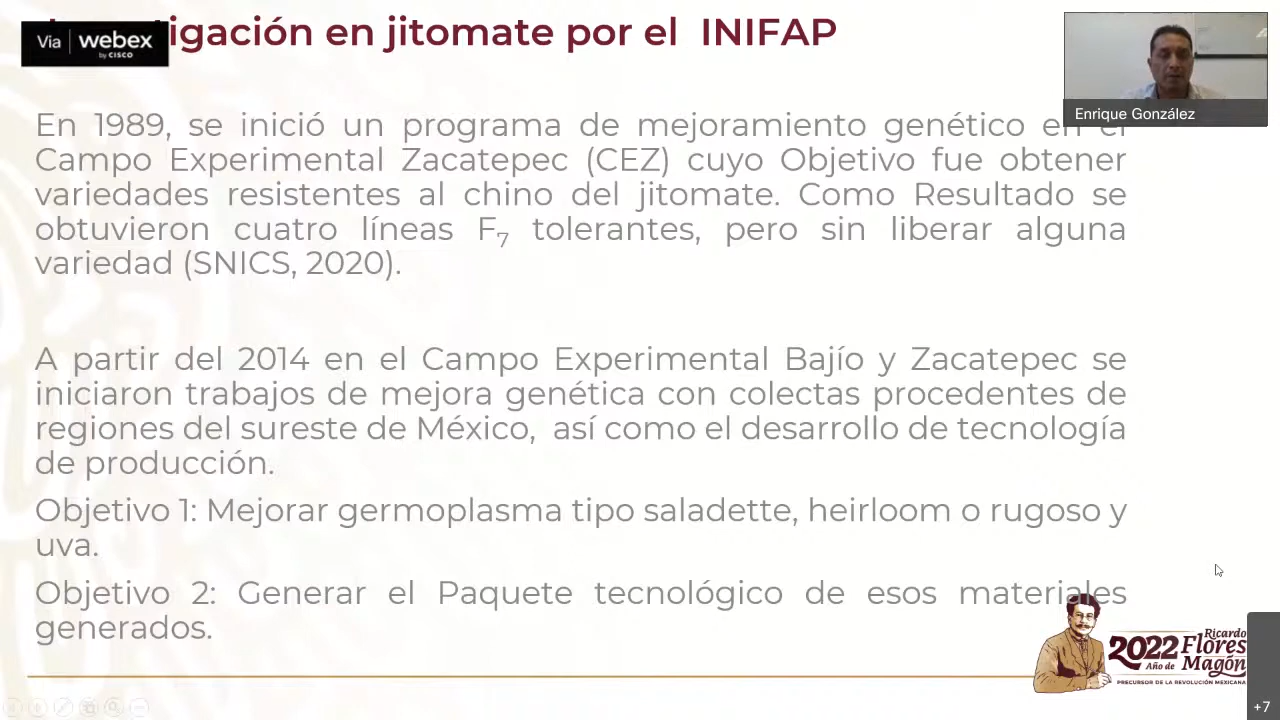 Via webex
by CISCO
tigación en jitomate por el INIFAP
Enrique González
En 1989, se inició un programa de mejoramiento genético en el
Campo Experimental Zacatepec (CEZ) cuyo Objetivo fue obtener
variedades resistentes al chino del jitomate. Como Resultado se
obtuvieron cuatro líneas F₇ tolerantes, pero sin liberar alguna
variedad (SNICS, 2020).
A partir del 2014 en el Campo Experimental Bajío y Zacatepec se
iniciaron trabajos de mejora genética con colectas procedentes de
regiones del sureste de México, así como el desarrollo de tecnología
de producción.
Objetivo 1: Mejorar germoplasma tipo saladette, heirloom o rugoso y
uva.
Objetivo 2: Generar el Paquete tecnológico de esos materiales
generados.
2022 Ricardo
Flores
Año de Magón
PRECURSOR DE LA REVOLUCIÓN MEXICANA
+7